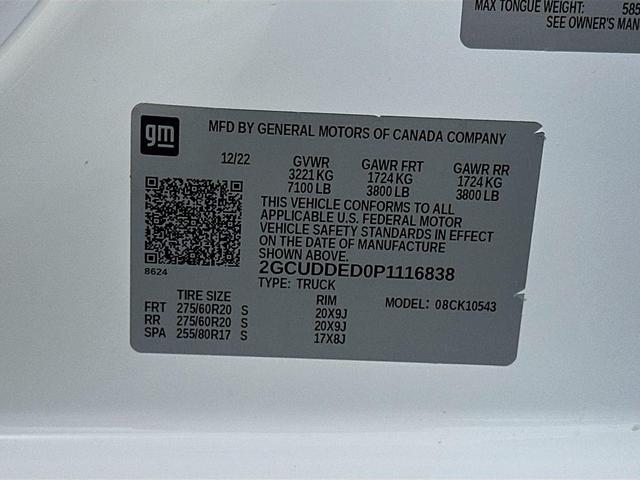 MAX TONGUE WEIGHT: 585
SEE OWNER'S MAN
gm
MFD BY GENERAL MOTORS OF CANADA COMPANY
12/22 GVWR GAWR FRT GAWR RR
3221 KG 1724 KG 1724 KG
7100 LB 3800 LB 3800 LB
THIS VEHICLE CONFORMS TO ALL
APPLICABLE U.S. FEDERAL MOTOR
VEHICLE SAFETY STANDARDS IN EFFECT
ON THE DATE OF MANUFACTURE
SHOWN ABOVE.
8624
2GCUDDED0P1116838
TYPE: TRUCK
TIRE SIZE RIM MODEL: 08CK10543
FRT 275/60R20 S 20X9J
RR 275/60R20 S 20X9J
SPA 255/80R17 S 17X8J